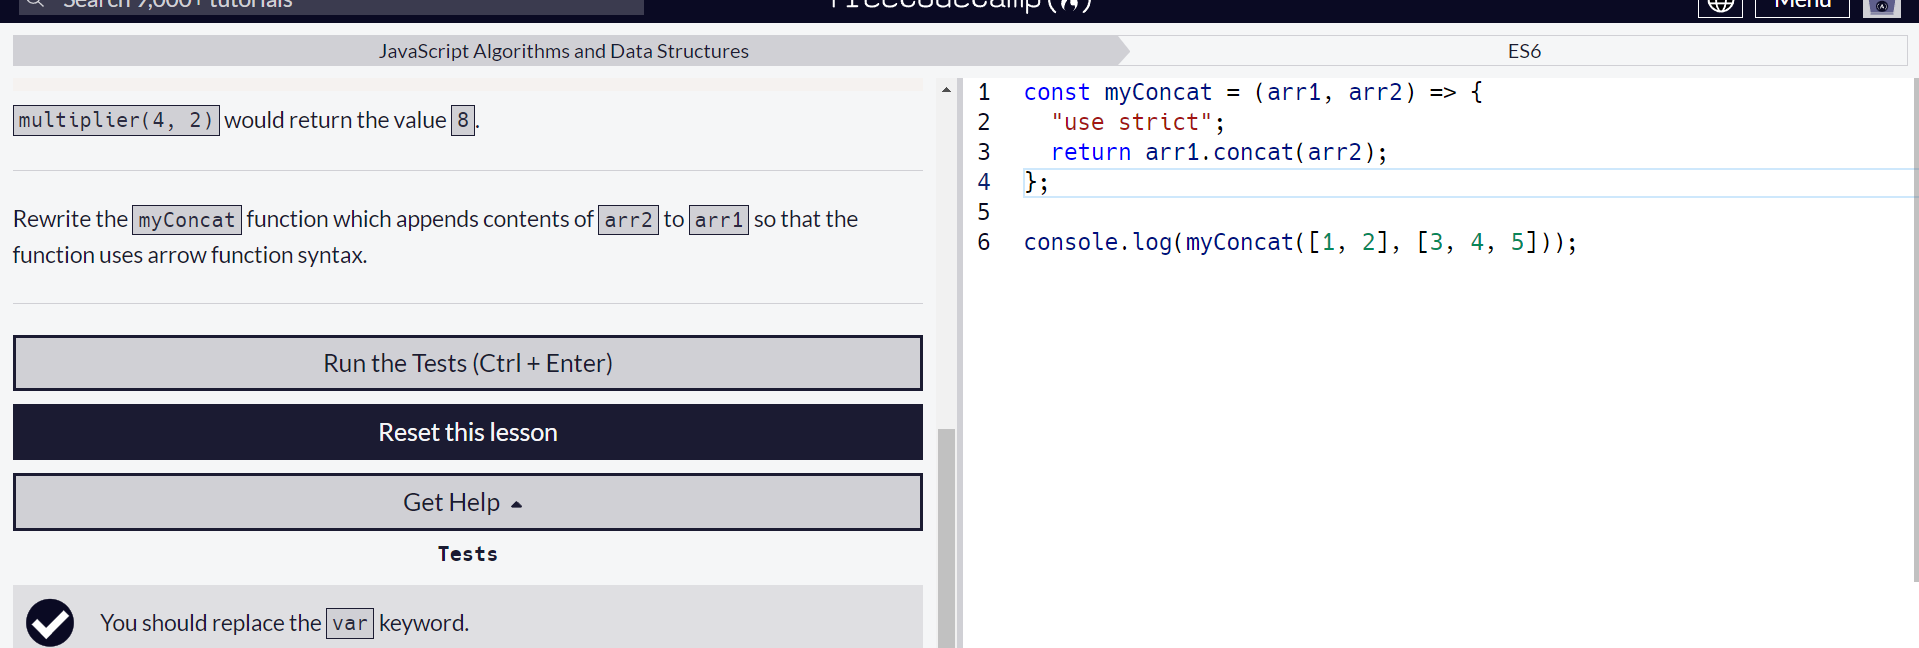 Search 9,000+ tutorials
freeCodeCamp(🔥)
Menu
JavaScript Algorithms and Data Structures
ES6
multiplier(4, 2) would return the value 8.
Rewrite the myConcat function which appends contents of arr2 to arr1 so that the
function uses arrow function syntax.
Run the Tests (Ctrl + Enter)
Reset this lesson
Get Help
Tests
You should replace the var keyword.
1 const myConcat = (arr1, arr2) => {
2 "use strict";
3 return arr1.concat(arr2);
4 };
5
6 console.log(myConcat([1, 2], [3, 4, 5]));